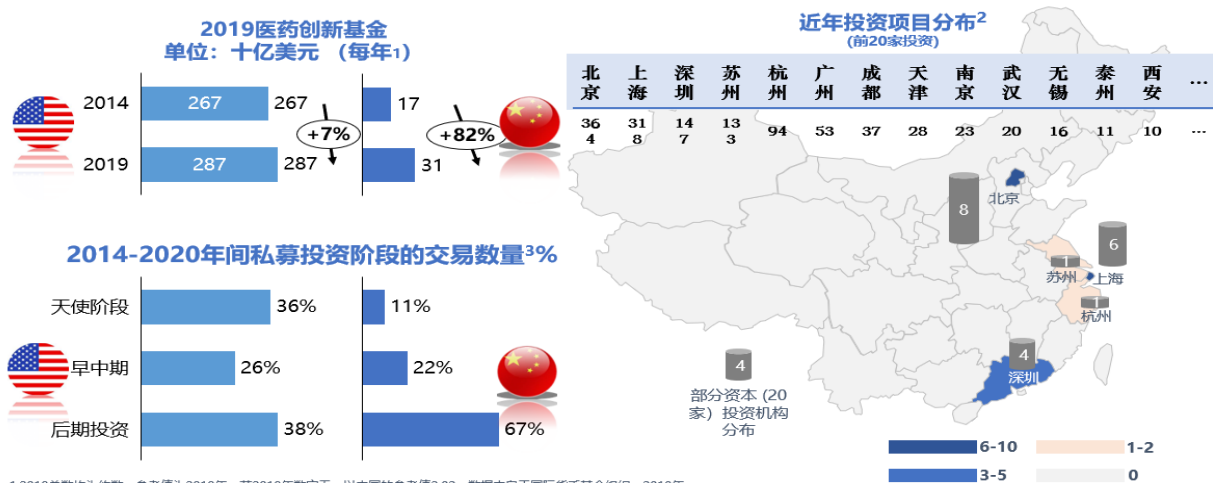 2019医药创新基金
单位：十亿美元 （每年1）
2014 267 267 17
+7% +82%
2019 287 287 31
2014-2020年间私募投资阶段的交易数量3%
天使阶段 36% 11%
早中期 26% 22%
后期投资 38% 67%
近年投资项目分布2
(前20家投资)
北京 上海 深圳 苏州 杭州 广州 成都 天津 南京 武汉 无锡 泰州 西安 ...
364 318 147 133 94 53 37 28 23 20 16 11 10 ...
北京
8
6
1
苏州 上海
1
杭州
4
深圳
4
部分资本 (20
家）投资机构
分布
6-10 1-2
3-5 0